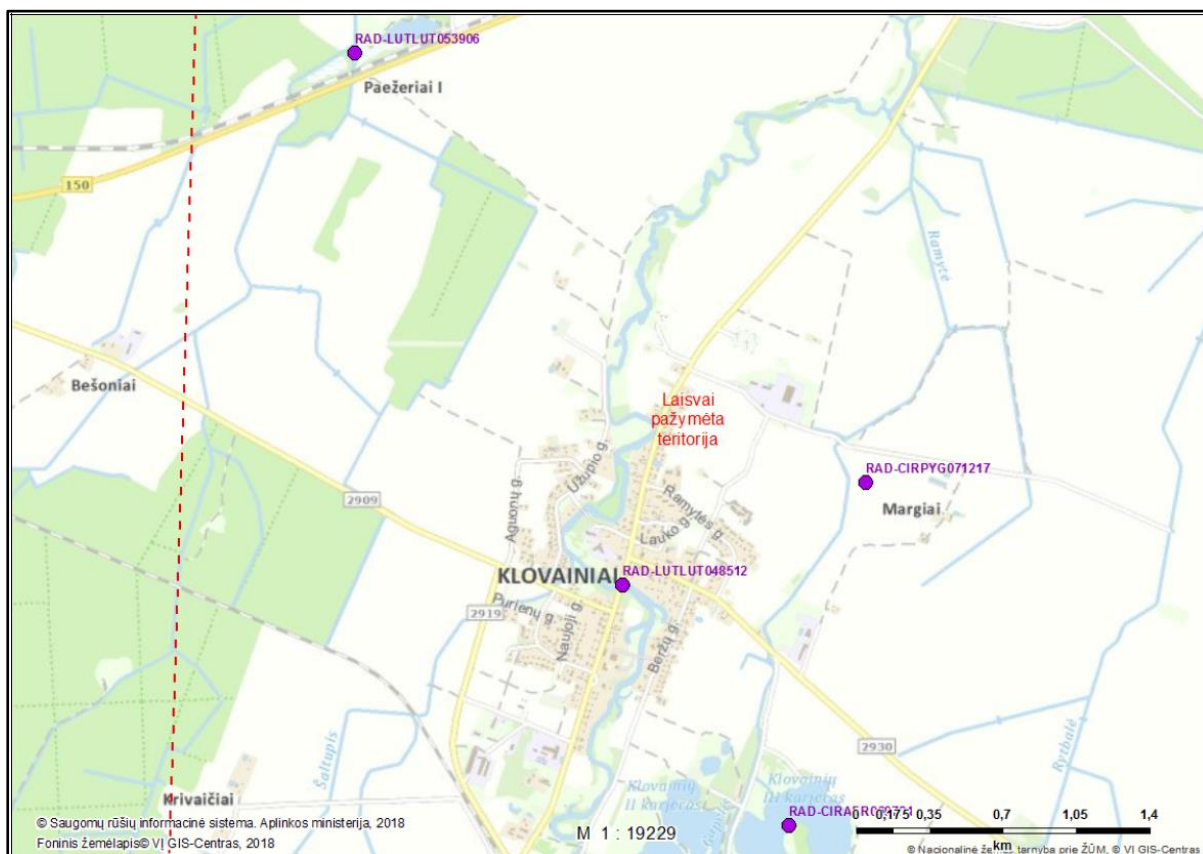 RAD-LUTLUT053906
Paežeriai I
150
Ramytė
Bešoniai
Laisvai
pažymėta
teritorija
Užupio g.
Aguonų g.
2909
RAD-CIRPYG071217
Margiai
Ramytės g.
Lauko g.
KLOVAINIAI
RAD-LUTLUT048512
Purienų g.
2919
Naujoji g.
Beržų g.
2930
Rytbalė
Šaltupis
Krivaičiai
Klovainių
II karjeras
Klovainių
III karjeras
0 0,175 0,35 0,7 1,05 1,4
km
M 1 : 19229
© Saugomų rūšių informacinė sistema. Aplinkos ministerija, 2018
Foninis žemėlapis© VĮ GIS-Centras, 2018
© Nacionalinė žemės tarnyba prie ŽŪM, © VĮ GIS-Centras